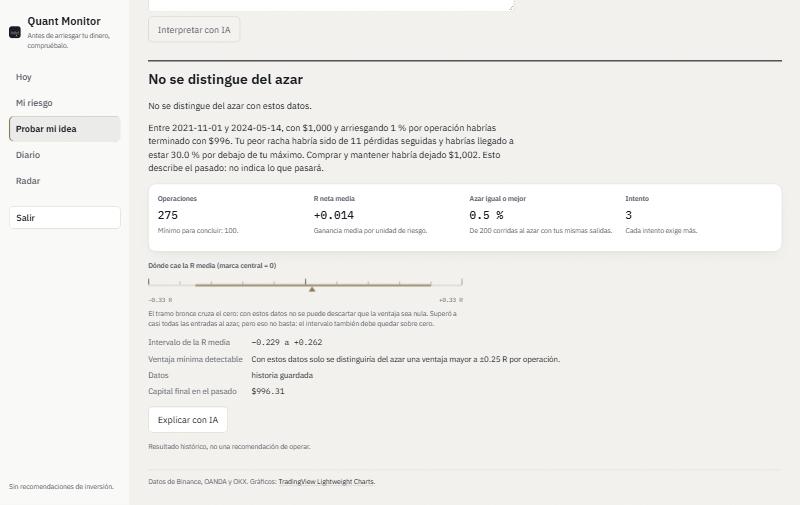 Quant Monitor
Antes de arriesgar tu dinero,
compruébalo.
Hoy
Mi riesgo
Probar mi idea
Diario
Radar
Salir
Sin recomendaciones de inversión.
Interpretar con IA
No se distingue del azar
No se distingue del azar con estos datos.
Entre 2021-11-01 y 2024-05-14, con $1,000 y arriesgando 1 % por operación habrías
terminado con $996. Tu peor racha habría sido de 11 pérdidas seguidas y habrías llegado a
estar 30.0 % por debajo de tu máximo. Comprar y mantener habría dejado $1,002. Esto
describe el pasado: no indica lo que pasará.
Operaciones
275
Mínimo para concluir: 100.
R neta media
+0.014
Ganancia media por unidad de riesgo.
Azar igual o mejor
0.5 %
De 200 corridas al azar con tus mismas salidas.
Intento
3
Cada intento exige más.
Dónde cae la R media (marca central = 0)
−0.33 R
+0.33 R
El tramo bronce cruza el cero: con estos datos no se puede descartar que la ventaja sea nula. Superó a
casi todas las entradas al azar, pero eso no basta: el intervalo también debe quedar sobre cero.
Intervalo de la R media −0.229 a +0.262
Ventaja mínima detectable Con estos datos solo se distinguiría del azar una ventaja mayor a ±0.25 R por operación.
Datos historia guardada
Capital final en el pasado $996.31
Explicar con IA
Resultado histórico, no una recomendación de operar.
Datos de Binance, OANDA y OKX. Gráficos: TradingView Lightweight Charts.